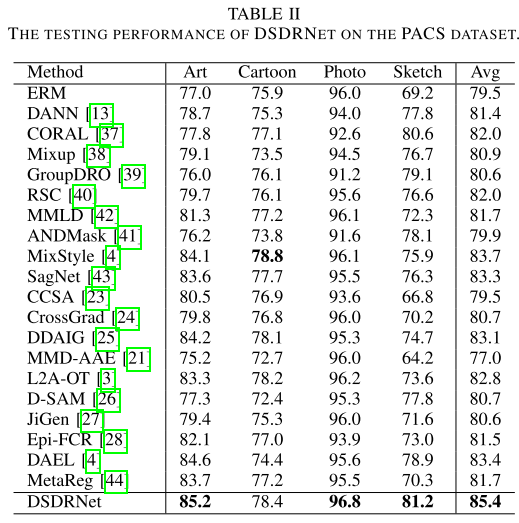 TABLE II
THE TESTING PERFORMANCE OF DSDRNET ON THE PACS DATASET.
Method Art Cartoon Photo Sketch Avg
ERM 77.0 75.9 96.0 69.2 79.5
DANN [13] 78.7 75.3 94.0 77.8 81.4
CORAL [37] 77.8 77.1 92.6 80.6 82.0
Mixup [38] 79.1 73.5 94.5 76.7 80.9
GroupDRO [39] 76.0 76.1 91.2 79.1 80.6
RSC [40] 79.7 76.1 95.6 76.6 82.0
MMLD [42] 81.3 77.2 96.1 72.3 81.7
ANDMask [41] 76.2 73.8 91.6 78.1 79.9
MixStyle [4] 84.1 78.8 96.1 75.9 83.7
SagNet [43] 83.6 77.7 95.5 76.3 83.3
CCSA [23] 80.5 76.9 93.6 66.8 79.5
CrossGrad [24] 79.8 76.8 96.0 70.2 80.7
DDAIG [25] 84.2 78.1 95.3 74.7 83.1
MMD-AAE [21] 75.2 72.7 96.0 64.2 77.0
L2A-OT [3] 83.3 78.2 96.2 73.6 82.8
D-SAM [26] 77.3 72.4 95.3 77.8 80.7
JiGen [27] 79.4 75.3 96.0 71.6 80.6
Epi-FCR [28] 82.1 77.0 93.9 73.0 81.5
DAEL [4] 84.6 74.4 95.6 78.9 83.4
MetaReg [44] 83.7 77.2 95.5 70.3 81.7
DSDRNet 85.2 78.4 96.8 81.2 85.4